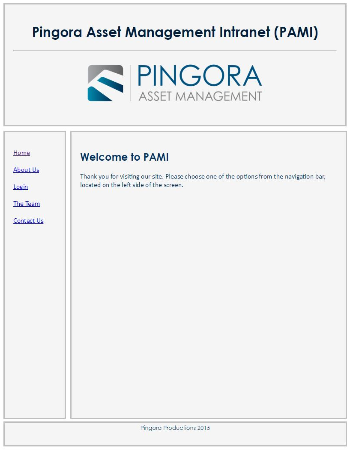 Pingora Asset Management Intranet (PAMI)
PINGORA
ASSET MANAGEMENT
Home
About Us
Login
The Team
Contact Us
Welcome to PAMI
Thank you for visiting our site. Please choose one of the options from the navigation bar,
located on the left side of the screen.
Pingora Productions 2013